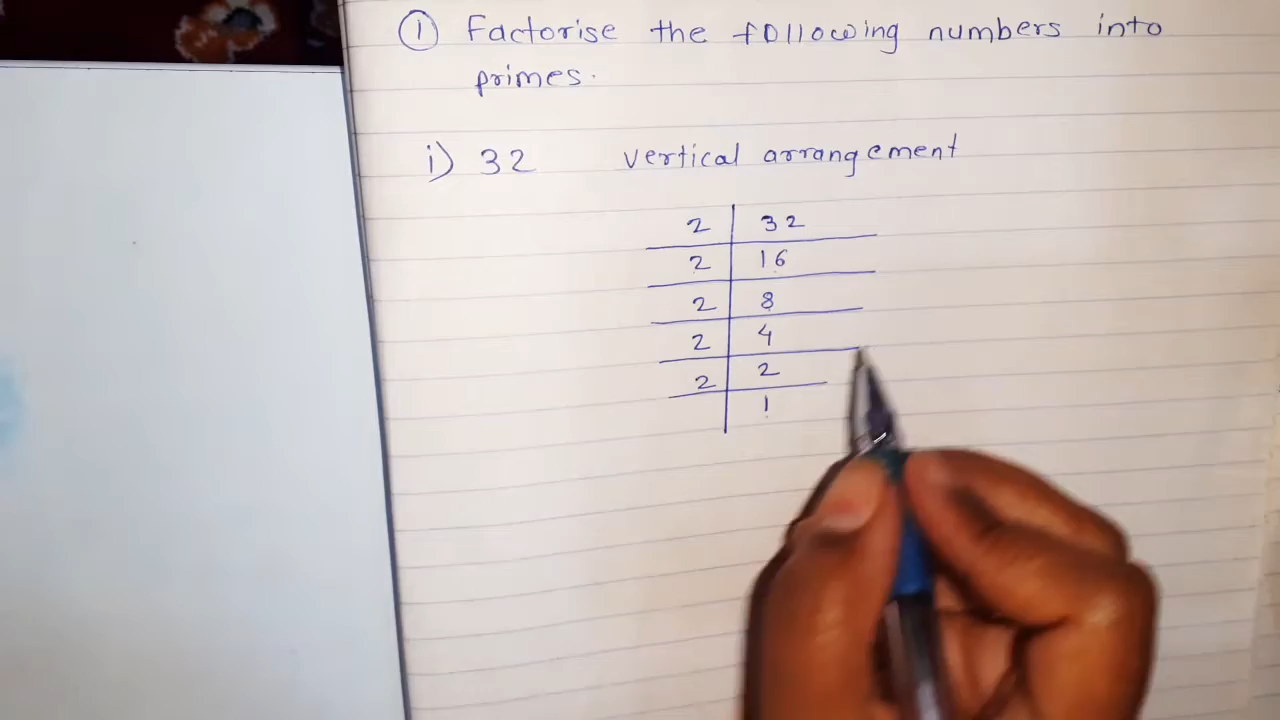 ① Factorise the following numbers into
primes.
i) 32 vertical arrangement
2 32
2 16
2 8
2 4
2 2
1